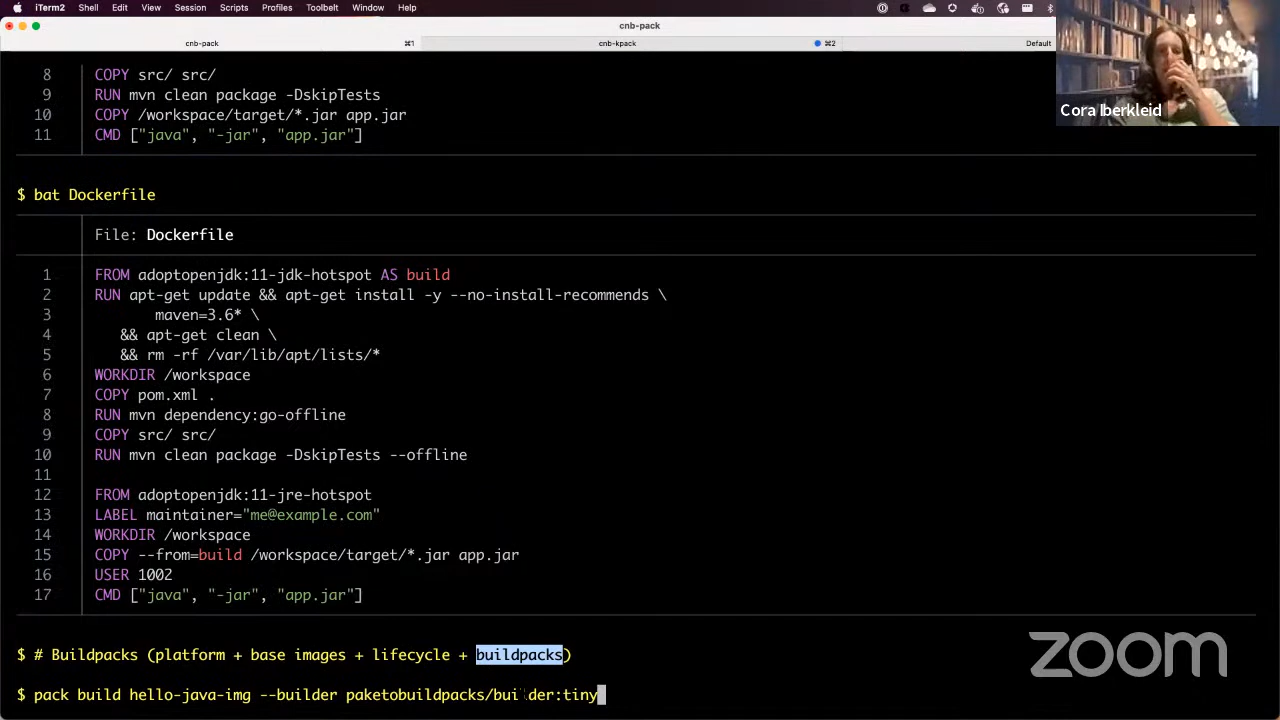 iTerm2 Shell Edit View Session Scripts Profiles Toolbelt Window Help
cnb-pack
cnb-pack ⌘1 cnb-kpack ⌘2 Default
Cora Iberkleid
8 COPY src/ src/
9 RUN mvn clean package -DskipTests
10 COPY /workspace/target/*.jar app.jar
11 CMD ["java", "-jar", "app.jar"]
$ bat Dockerfile
File: Dockerfile
1 FROM adoptopenjdk:11-jdk-hotspot AS build
2 RUN apt-get update && apt-get install -y --no-install-recommends \
3 maven=3.6* \
4 && apt-get clean \
5 && rm -rf /var/lib/apt/lists/*
6 WORKDIR /workspace
7 COPY pom.xml .
8 RUN mvn dependency:go-offline
9 COPY src/ src/
10 RUN mvn clean package -DskipTests --offline
11
12 FROM adoptopenjdk:11-jre-hotspot
13 LABEL maintainer="me@example.com"
14 WORKDIR /workspace
15 COPY --from=build /workspace/target/*.jar app.jar
16 USER 1002
17 CMD ["java", "-jar", "app.jar"]
$ # Buildpacks (platform + base images + lifecycle + buildpacks)
$ pack build hello-java-img --builder paketobuildpacks/builder:tiny
zoom